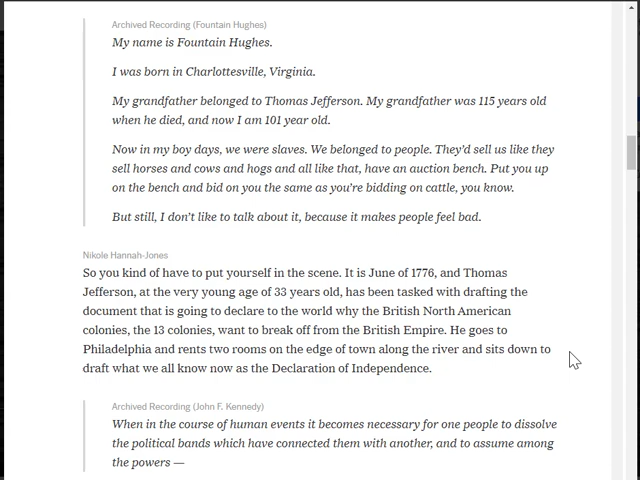 Archived Recording (Fountain Hughes)
My name is Fountain Hughes.
I was born in Charlottesville, Virginia.
My grandfather belonged to Thomas Jefferson. My grandfather was 115 years old
when he died, and now I am 101 year old.
Now in my boy days, we were slaves. We belonged to people. They’d sell us like they
sell horses and cows and hogs and all like that, have an auction bench. Put you up
on the bench and bid on you the same as you’re bidding on cattle, you know.
But still, I don’t like to talk about it, because it makes people feel bad.
Nikole Hannah-Jones
So you kind of have to put yourself in the scene. It is June of 1776, and Thomas
Jefferson, at the very young age of 33 years old, has been tasked with drafting the
document that is going to declare to the world why the British North American
colonies, the 13 colonies, want to break off from the British Empire. He goes to
Philadelphia and rents two rooms on the edge of town along the river and sits down to
draft what we all know now as the Declaration of Independence.
Archived Recording (John F. Kennedy)
When in the course of human events it becomes necessary for one people to dissolve
the political bands which have connected them with another, and to assume among
the powers —